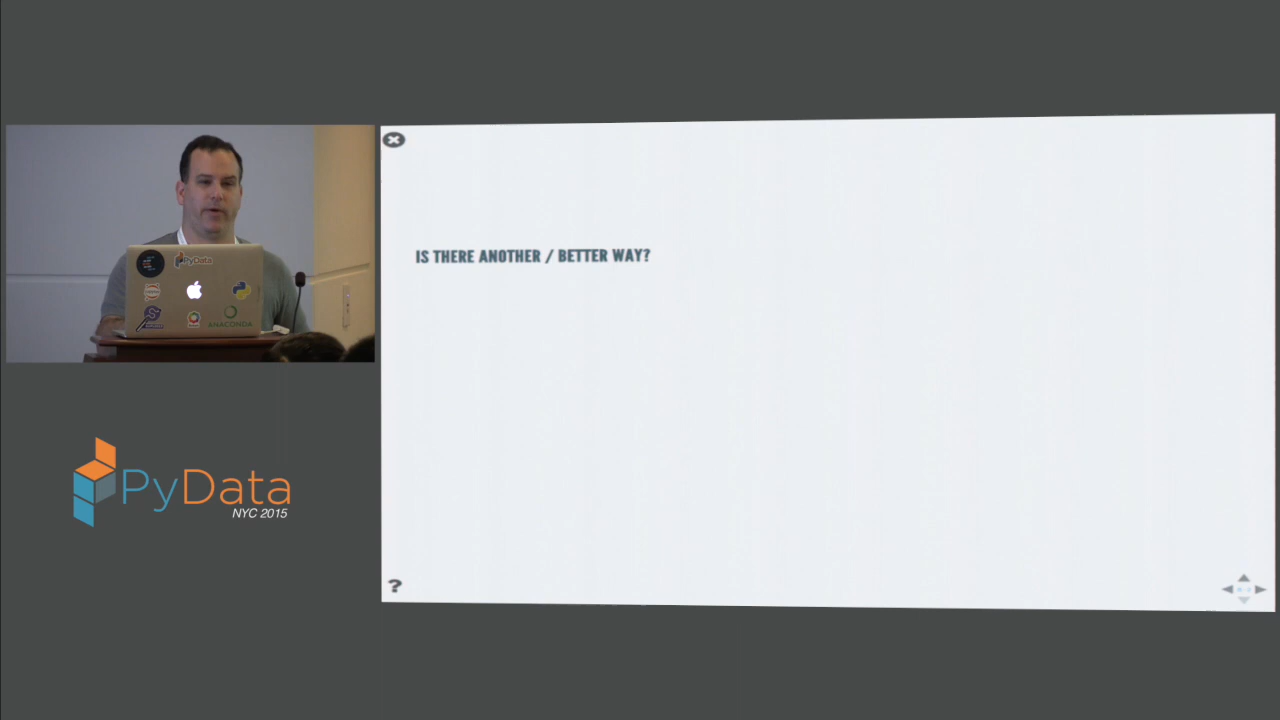 PyData
ANACONDA
IS THERE ANOTHER / BETTER WAY?
?
PyData
NYC 2015